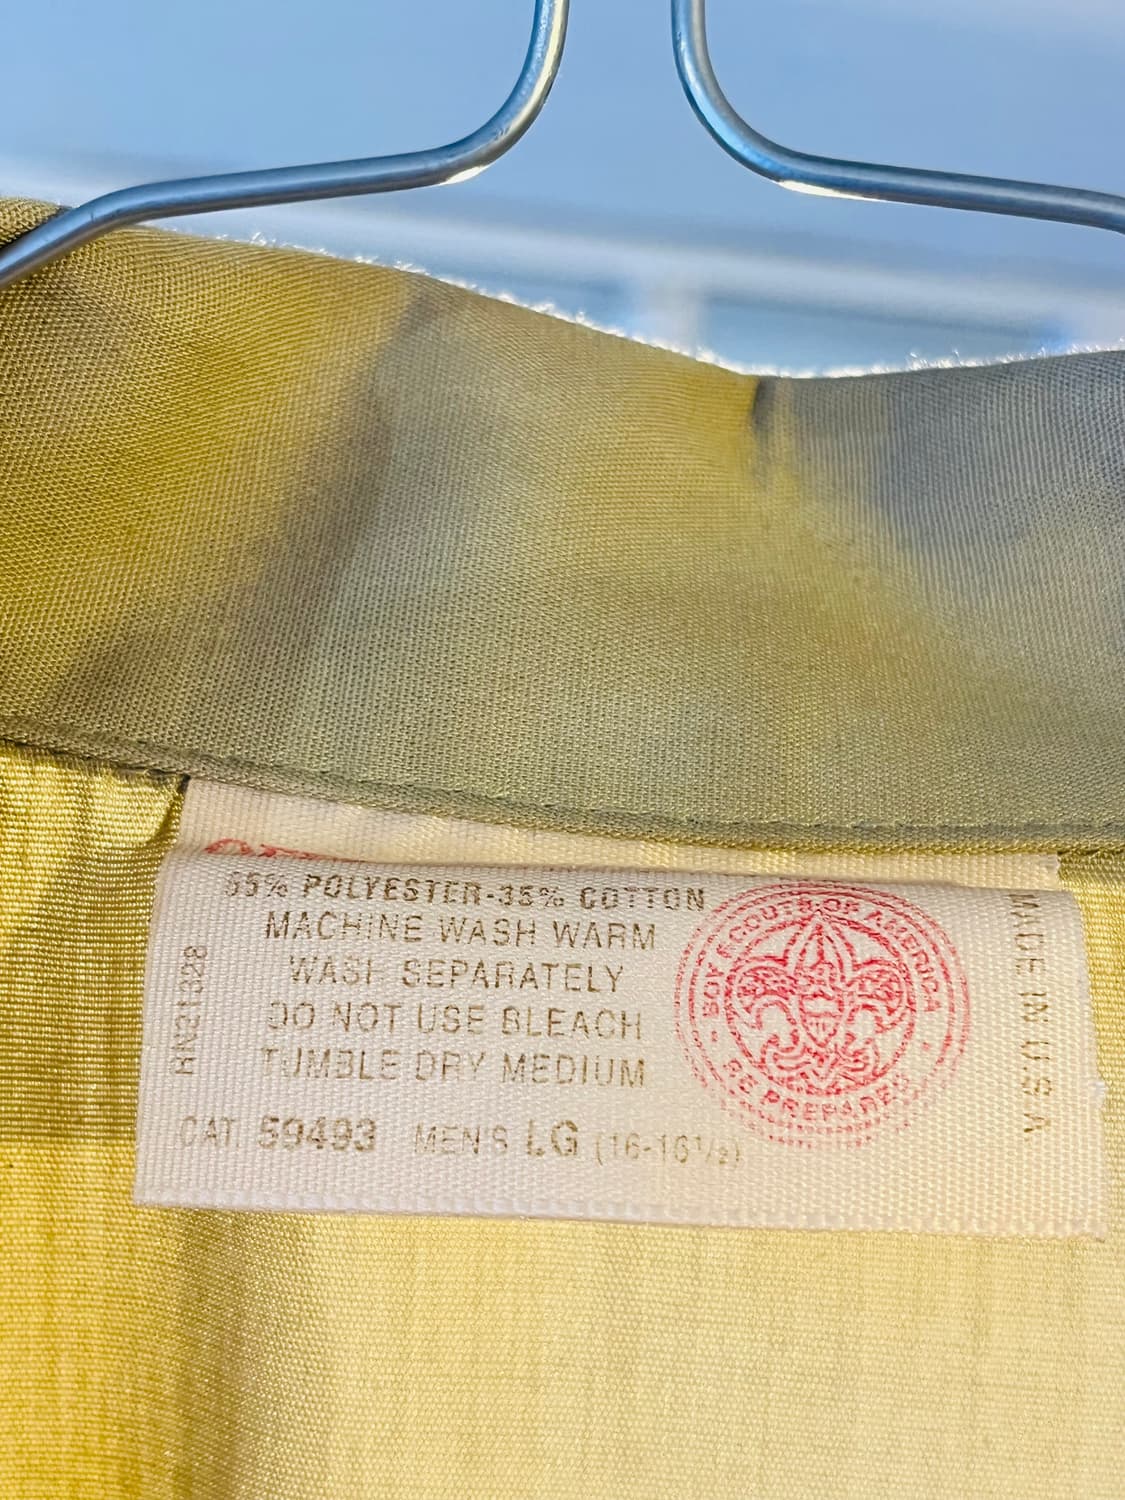 65% POLYESTER-35% COTTON
MACHINE WASH WARM
WASH SEPARATELY
DO NOT USE BLEACH
TUMBLE DRY MEDIUM
CAT. 59493 MEN'S LG (16-16½)
RN21328
BOY SCOUTS OF AMERICA
BE PREPARED
MADE IN U.S.A.